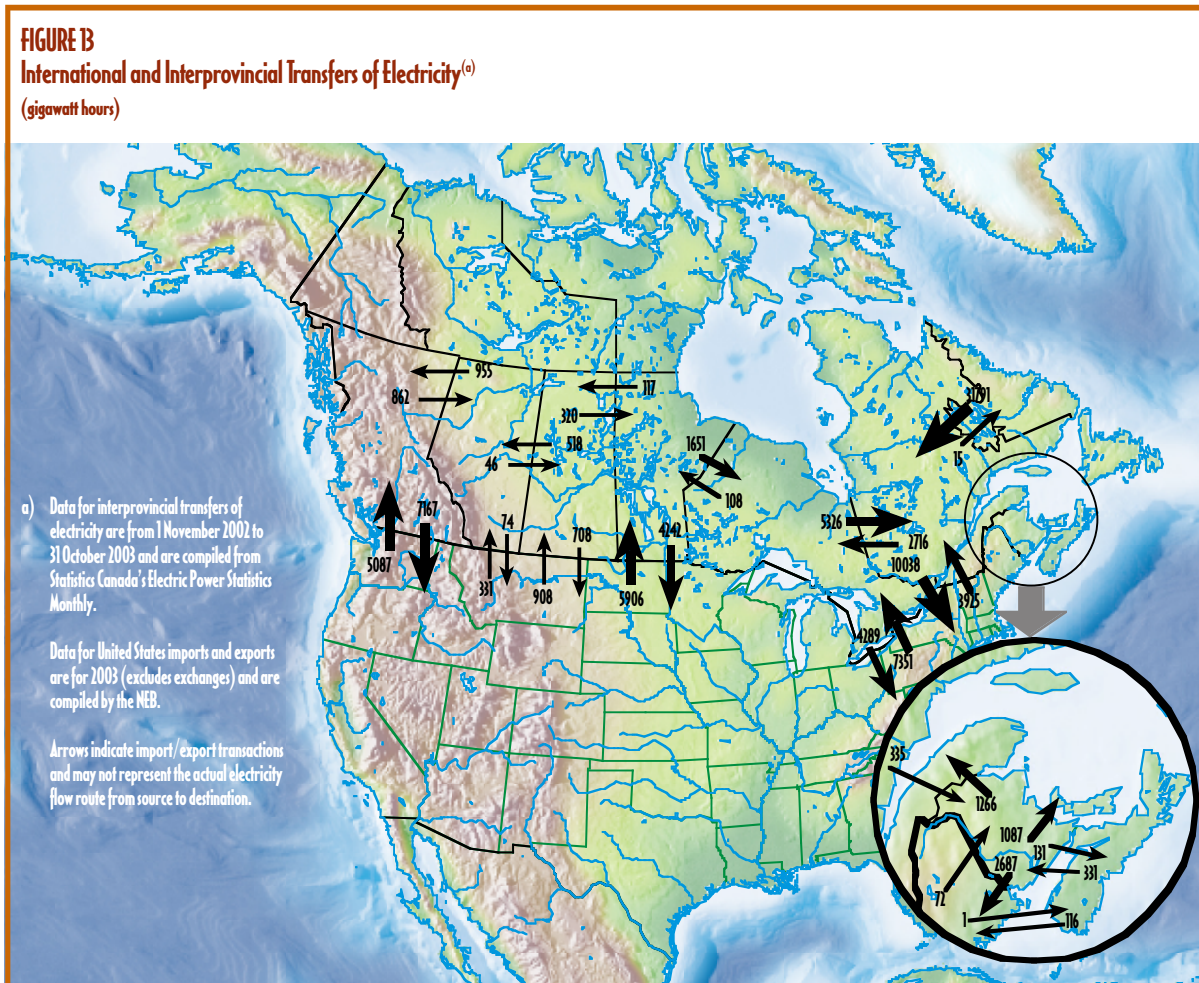 FIGURE 13
International and Interprovincial Transfers of Electricity(a)
(gigawatt hours)
955
862
117
320
518
46
1651
108
31291
15
a) Data for interprovincial transfers of
electricity are from 1 November 2002 to
31 October 2003 and are compiled from
Statistics Canada's Electric Power Statistics
Monthly.
Data for United States imports and exports
are for 2003 (excludes exchanges) and are
compiled by the NEB.
Arrows indicate import/export transactions
and may not represent the actual electricity
flow route from source to destination.
7167
5087
74
331
708
908
4242
5906
5326
2716
10038
3925
4289
7351
335
1266
1087
131
2687
331
72
1
116